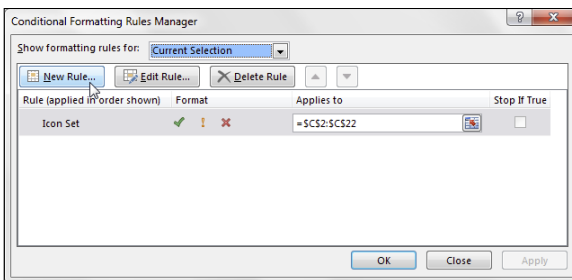 Conditional Formatting Rules Manager
Show formatting rules for: Current Selection
New Rule... Edit Rule... Delete Rule
Rule (applied in order shown) Format Applies to Stop If True
Icon Set =$C$2:$C$22
OK Close Apply